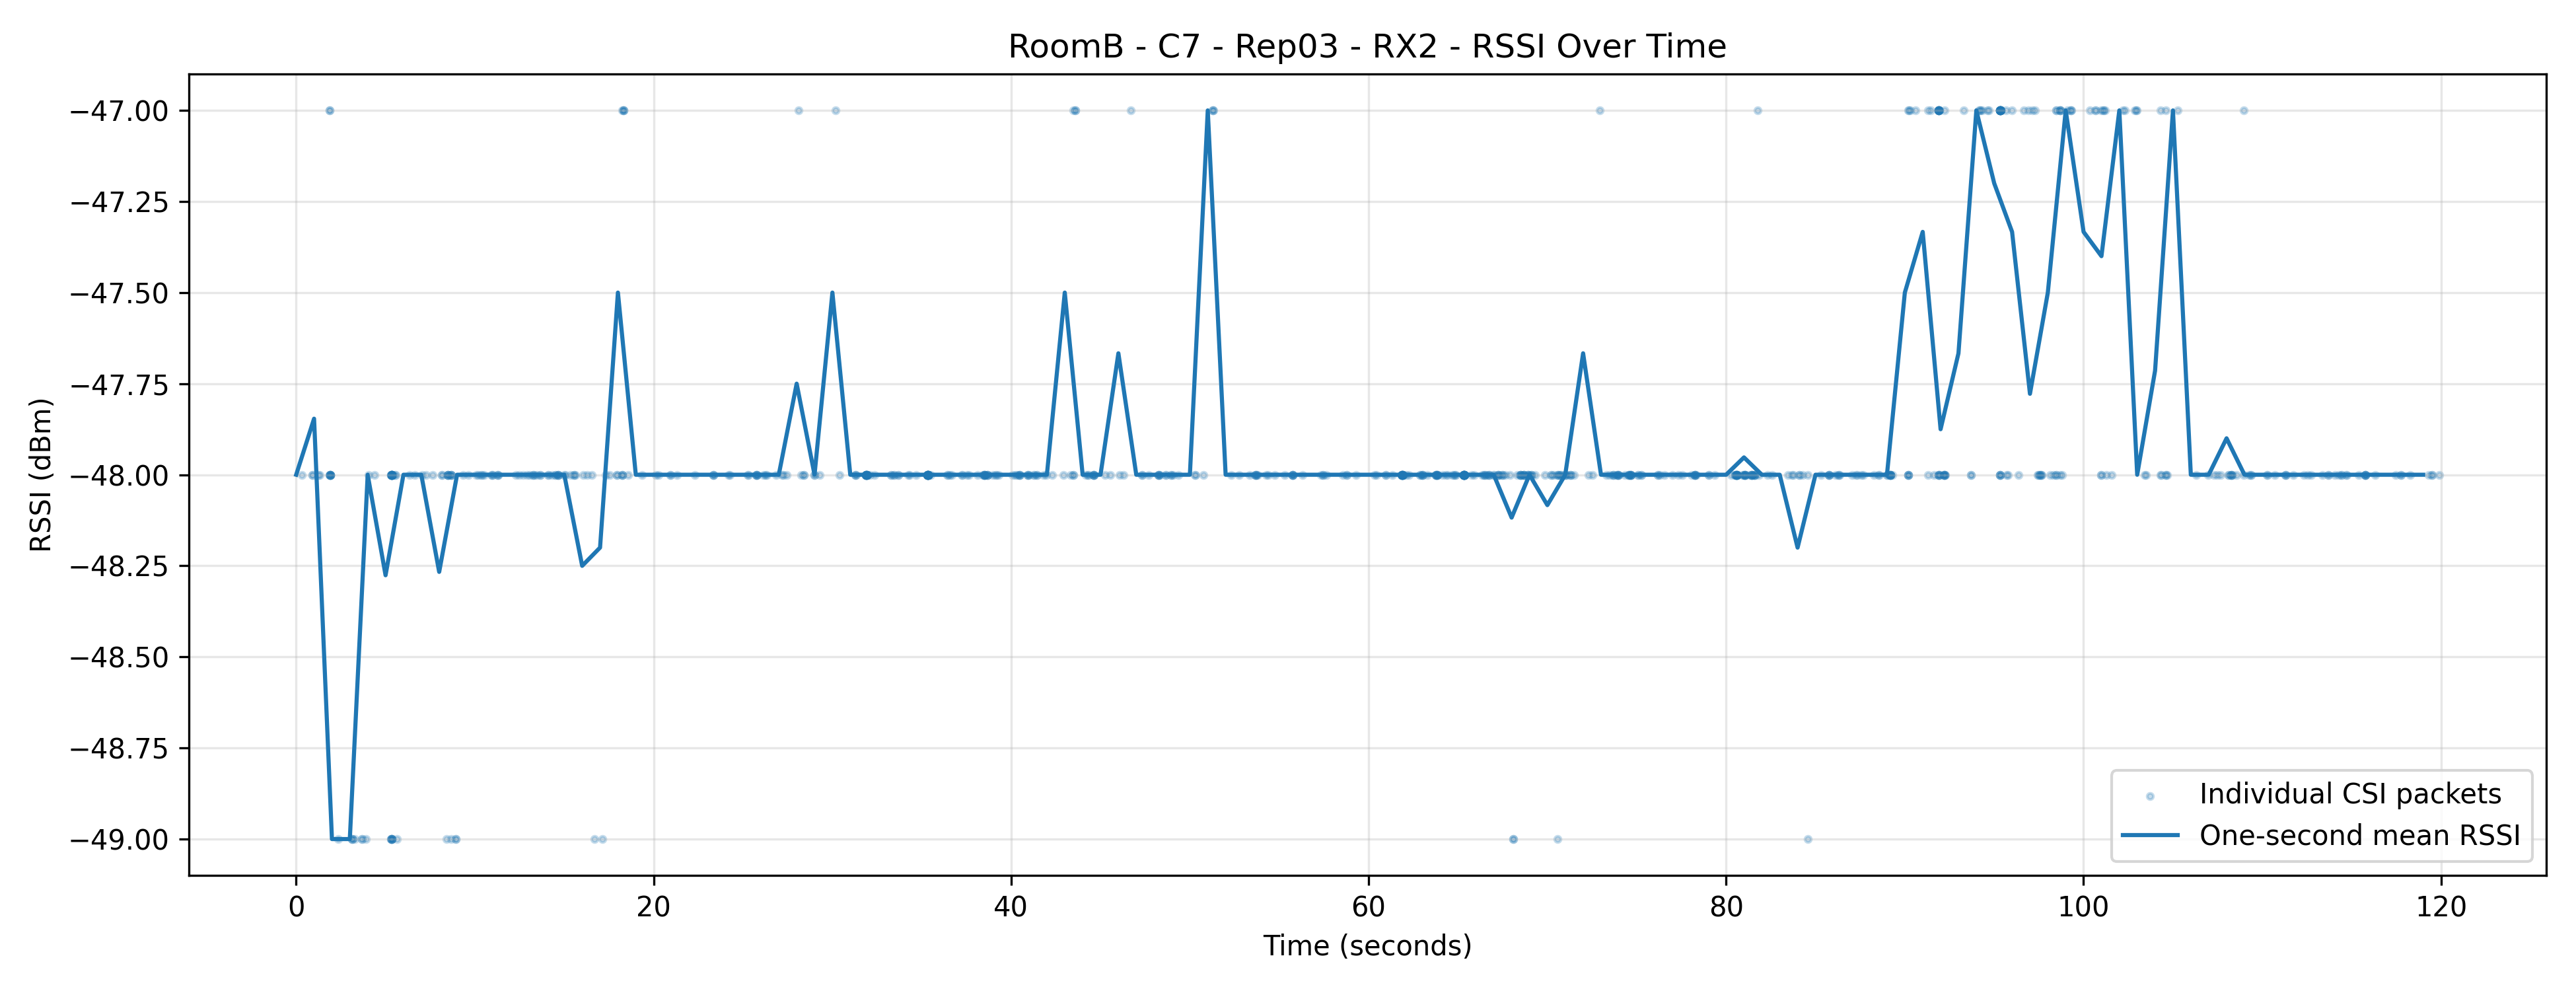 RoomB - C7 - Rep03 - RX2 - RSSI Over Time
RSSI (dBm)
−47.00
−47.25
−47.50
−47.75
−48.00
−48.25
−48.50
−48.75
−49.00
0 20 40 60 80 100 120
Time (seconds)
Individual CSI packets
One-second mean RSSI